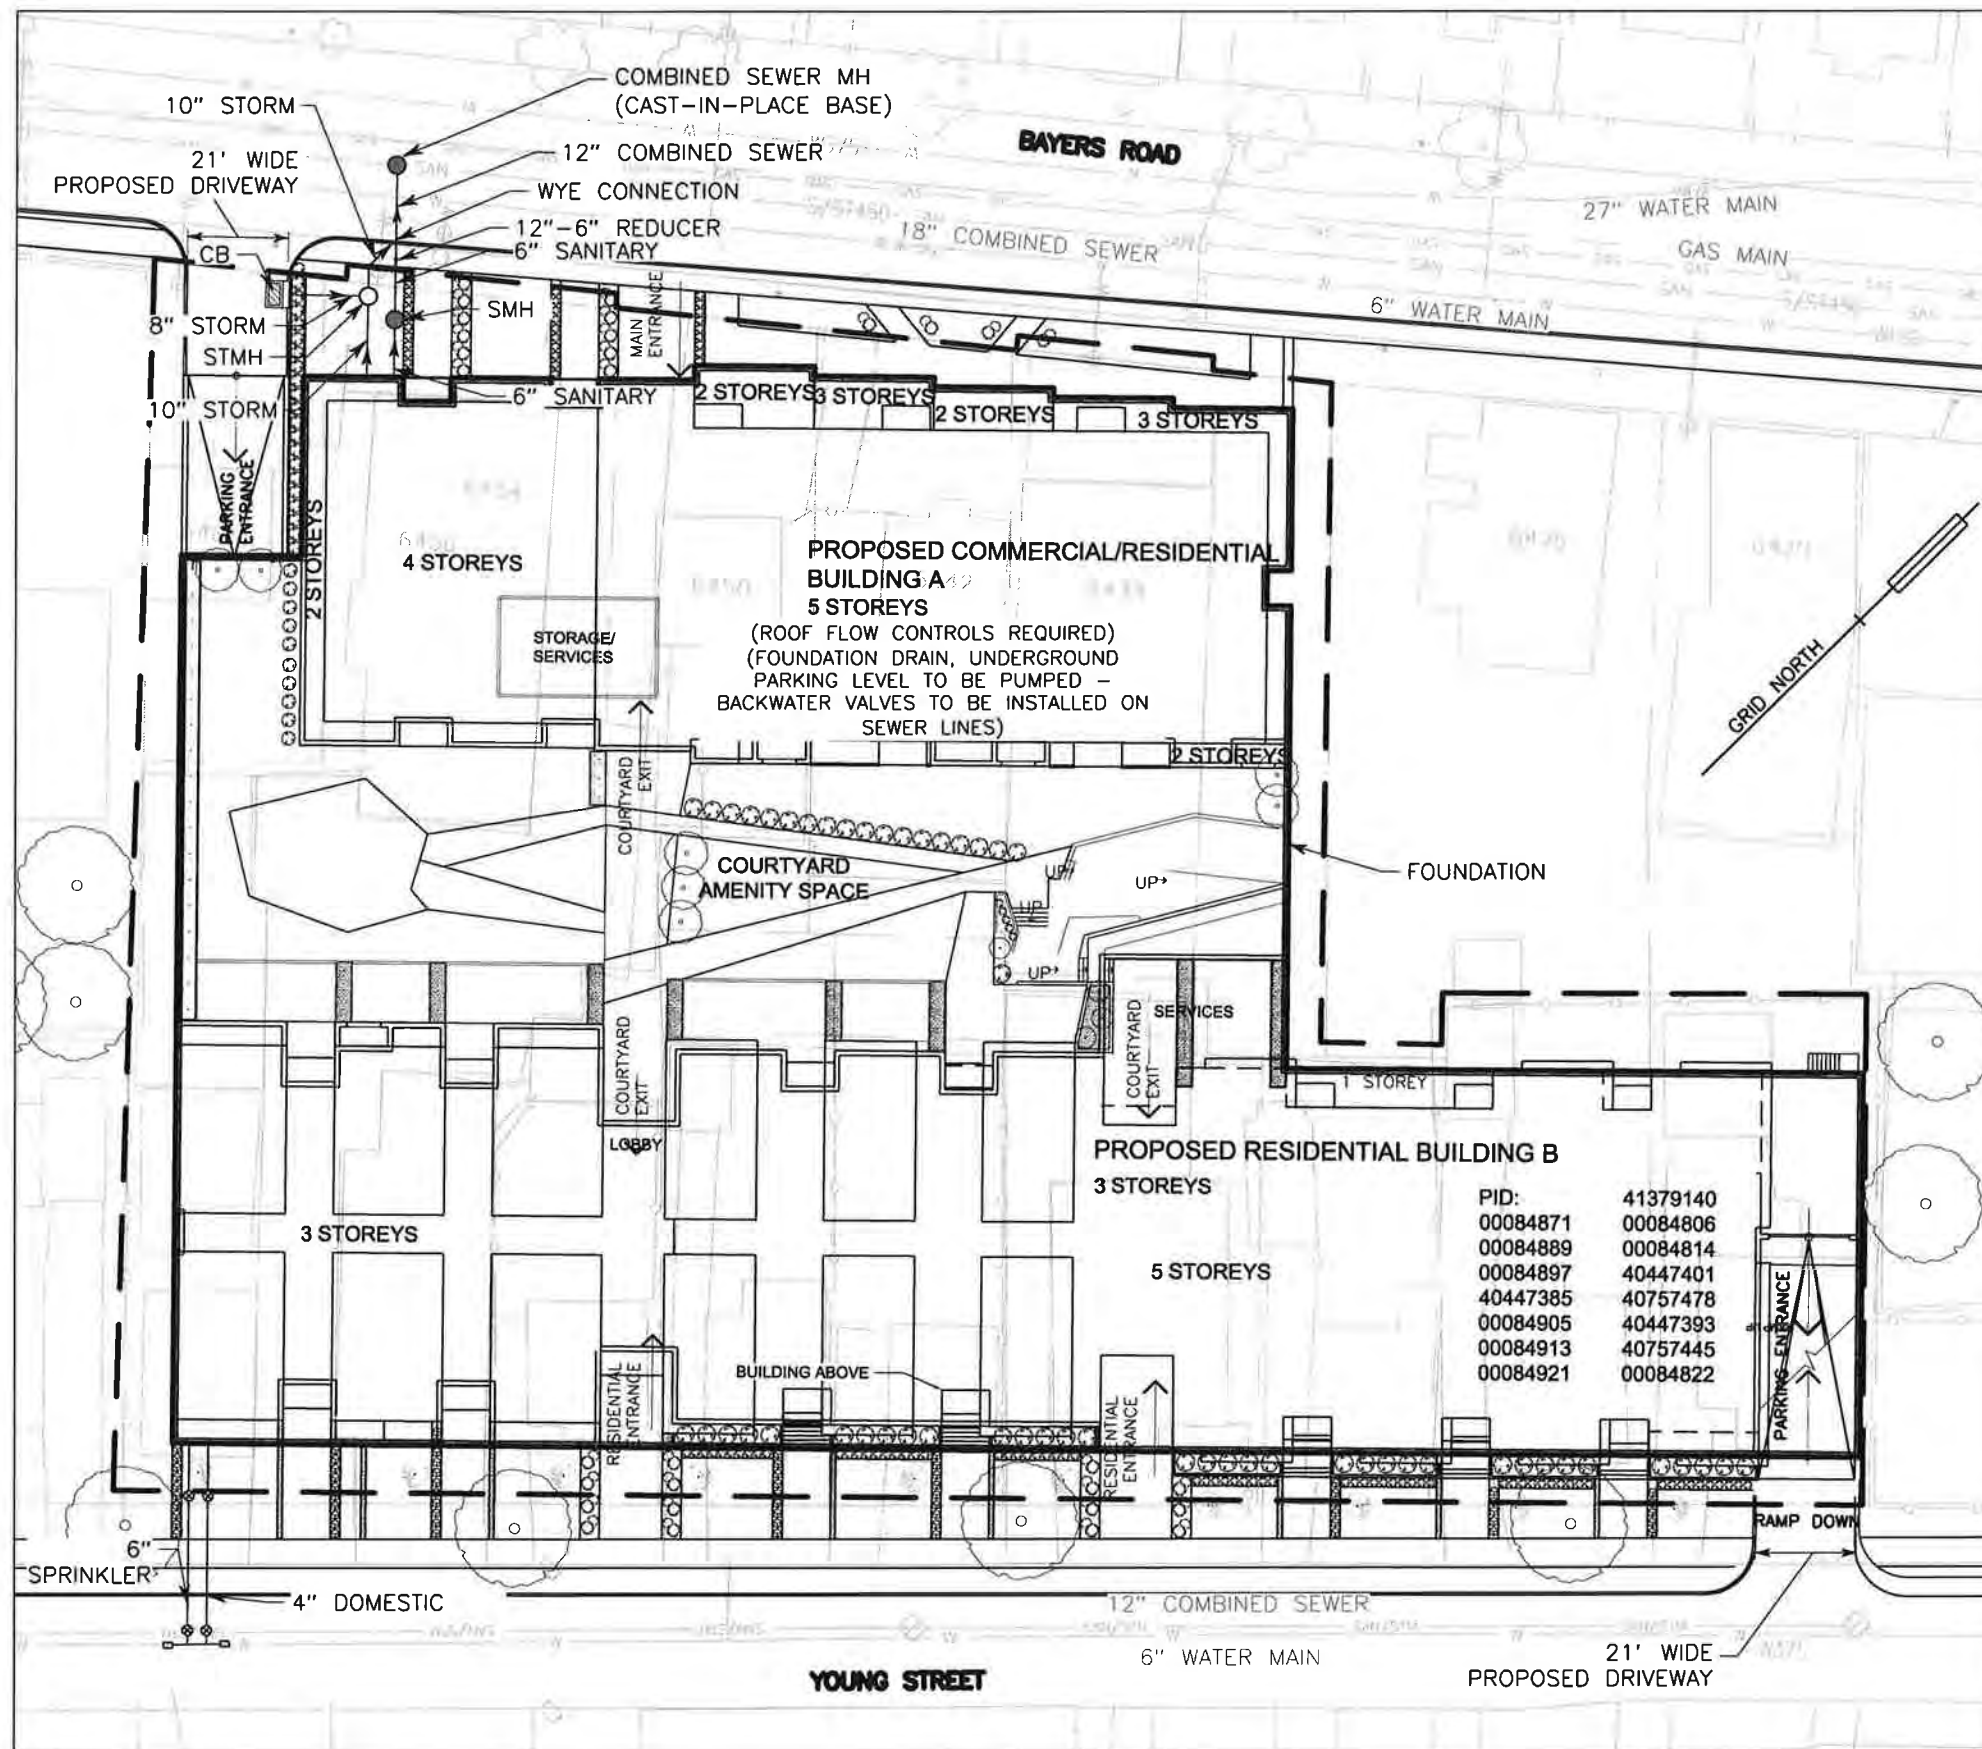 COMBINED SEWER MH
(CAST-IN-PLACE BASE)
10" STORM
12" COMBINED SEWER
BAYERS ROAD
21' WIDE
PROPOSED DRIVEWAY
WYE CONNECTION
12"-6" REDUCER
6" SANITARY
CB
18" COMBINED SEWER
27" WATER MAIN
GAS MAIN
6" WATER MAIN
8" STORM
SMH
STMH
MAIN
ENTRANCE
10" STORM
6" SANITARY
2 STOREYS
3 STOREYS
2 STOREYS
3 STOREYS
PARKING
ENTRANCE
2 STOREYS
4 STOREYS
PROPOSED COMMERCIAL/RESIDENTIAL
BUILDING A
5 STOREYS
(ROOF FLOW CONTROLS REQUIRED)
(FOUNDATION DRAIN, UNDERGROUND
PARKING LEVEL TO BE PUMPED -
BACKWATER VALVES TO BE INSTALLED ON
SEWER LINES)
STORAGE/
SERVICES
GRID NORTH
2 STOREYS
COURTYARD
EXIT
COURTYARD
AMENITY SPACE
UP
UP
UP
UP
FOUNDATION
SERVICES
COURTYARD
EXIT
COURTYARD
EXIT
1 STOREY
LOBBY
PROPOSED RESIDENTIAL BUILDING B
3 STOREYS
3 STOREYS
5 STOREYS
PID: 41379140
00084871 00084806
00084889 00084814
00084897 40447401
40447385 40757478
00084905 40447393
00084913 40757445
00084921 00084822
PARKING ENTRANCE
BUILDING ABOVE
RESIDENTIAL
ENTRANCE
RESIDENTIAL
ENTRANCE
RAMP DOWN
6"
SPRINKLER
4" DOMESTIC
12" COMBINED SEWER
6" WATER MAIN
21' WIDE
PROPOSED DRIVEWAY
YOUNG STREET